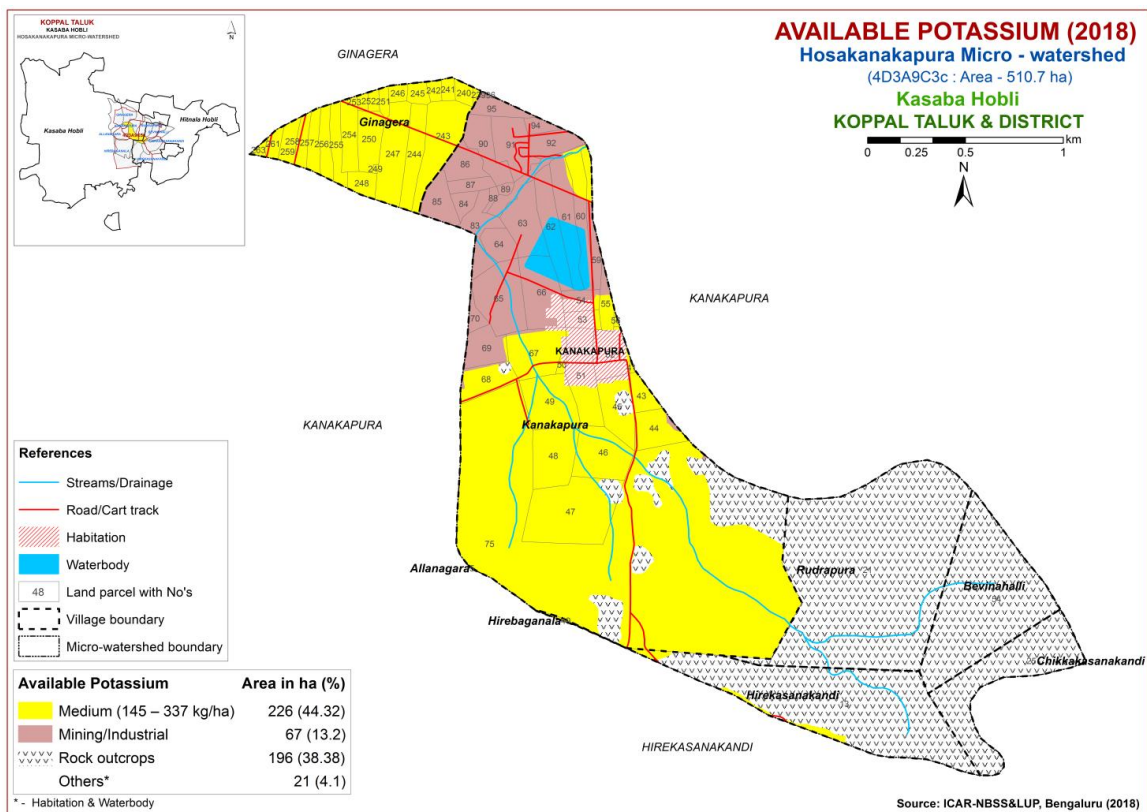 KOPPAL TALUK
KASABA HOBLI
HOSAKANAKAPURA MICRO-WATERSHED
N
Kasaba Hobli
Hitnala Hobli
AVAILABLE POTASSIUM (2018)
Hosakanakapura Micro - watershed
(4D3A9C3c : Area - 510.7 ha)
Kasaba Hobli
KOPPAL TALUK & DISTRICT
km
0 0.25 0.5 1
N
GINAGERA
246 245 242 241 240
253 252 251
95
94
Ginagera
243
90 91 92
263 261 258 257 256 255 254 250
259
247 244
86
249
248
87 89
85 84 88
83
63 62 61 60
64
59
KANAKAPURA
65 66
54 55
70
53
56
69 67
KANAKAPURA
50
68
51
49
46
43
KANAKAPURA
Kanakapura
44
48 46
47
75
Allanagara
Rudrapura
Bevinahalli
Hirebaganala
Chikkakasanakandi
Hirekasanakandi
HIREKASANAKANDI
References
Streams/Drainage
Road/Cart track
Habitation
Waterbody
48 Land parcel with No's
Village boundary
Micro-watershed boundary
Available Potassium Area in ha (%)
Medium (145 – 337 kg/ha) 226 (44.32)
Mining/Industrial 67 (13.2)
Rock outcrops 196 (38.38)
Others* 21 (4.1)
* - Habitation & Waterbody
Source: ICAR-NBSS&LUP, Bengaluru (2018)